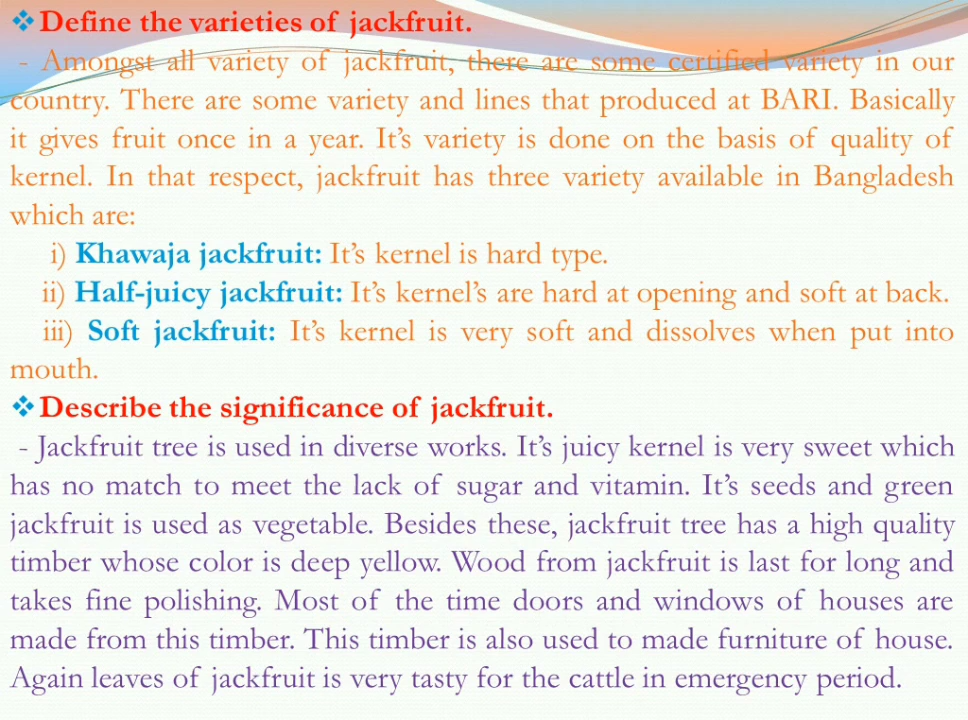 ❖Define the varieties of jackfruit.
- Amongst all variety of jackfruit, there are some certified variety in our
country. There are some variety and lines that produced at BARI. Basically
it gives fruit once in a year. It’s variety is done on the basis of quality of
kernel. In that respect, jackfruit has three variety available in Bangladesh
which are:
i) Khawaja jackfruit: It’s kernel is hard type.
ii) Half-juicy jackfruit: It’s kernel’s are hard at opening and soft at back.
iii) Soft jackfruit: It’s kernel is very soft and dissolves when put into
mouth.
❖Describe the significance of jackfruit.
- Jackfruit tree is used in diverse works. It’s juicy kernel is very sweet which
has no match to meet the lack of sugar and vitamin. It’s seeds and green
jackfruit is used as vegetable. Besides these, jackfruit tree has a high quality
timber whose color is deep yellow. Wood from jackfruit is last for long and
takes fine polishing. Most of the time doors and windows of houses are
made from this timber. This timber is also used to made furniture of house.
Again leaves of jackfruit is very tasty for the cattle in emergency period.